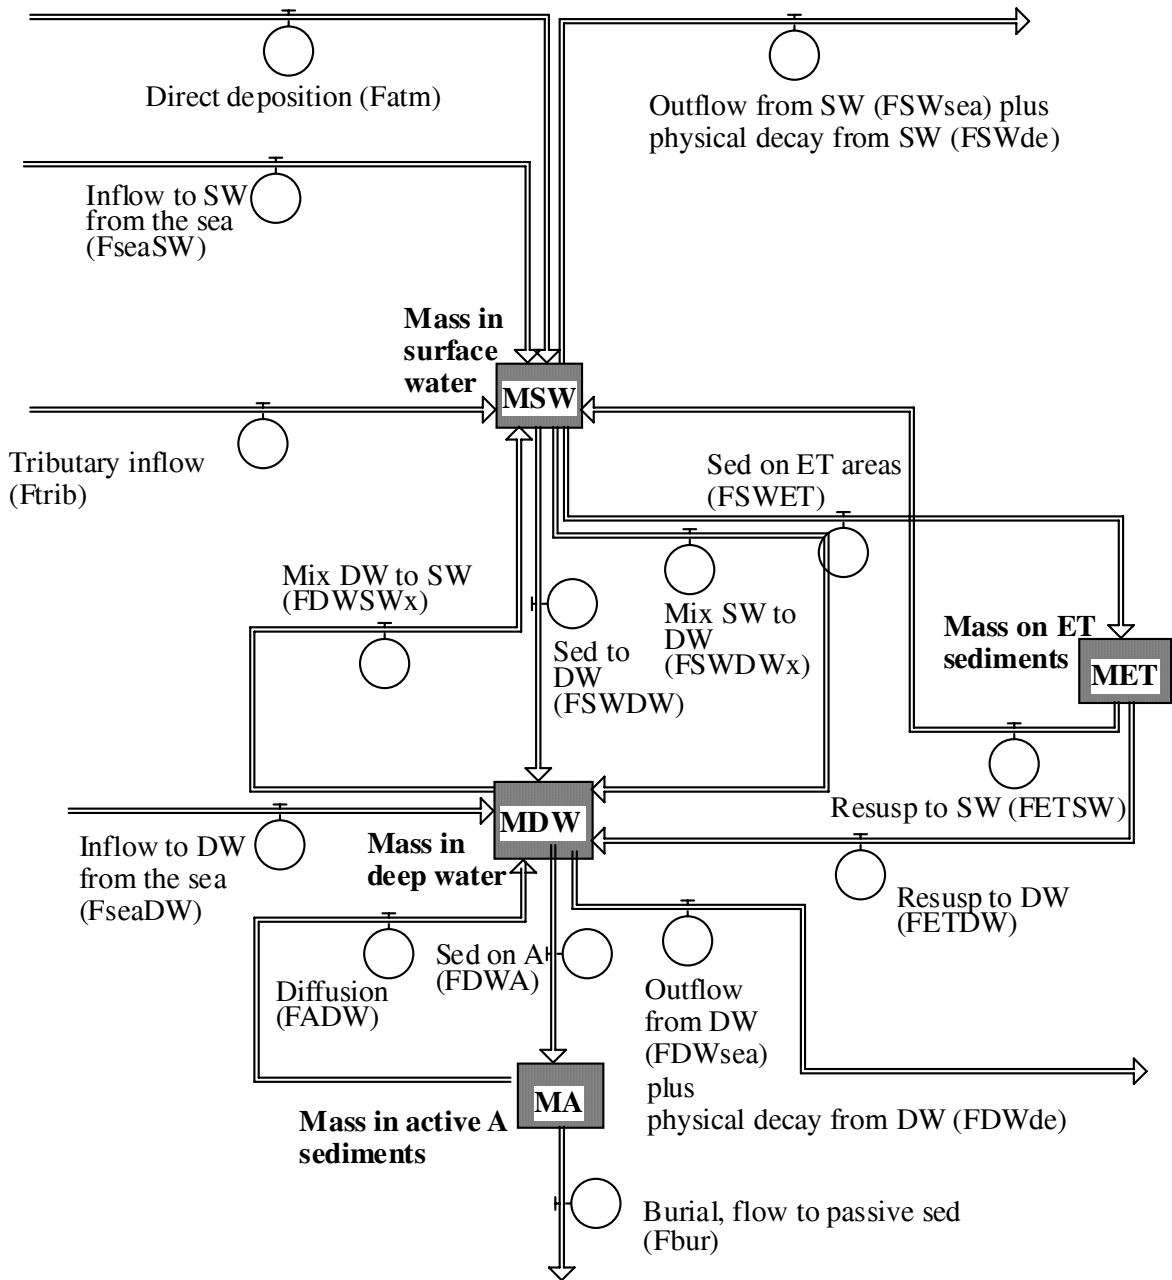 Direct deposition (Fatm)
Outflow from SW (FSWsea) plus
physical decay from SW (FSWde)
Inflow to SW
from the sea
(FseaSW)
Mass in
surface
water
MSW
Tributary inflow
(Ftrib)
Sed on ET areas
(FSWET)
Mix DW to SW
(FDWSWx)
Mix SW to
DW
(FSWDWx)
Sed to
DW
(FSWDW)
Mass on ET
sediments
MET
Resusp to SW (FETSW)
MDW
Inflow to DW
from the sea
(FseaDW)
Mass in
deep water
Resusp to DW
(FETDW)
Sed on A
(FDWA)
Diffusion
(FADW)
Outflow
from DW
(FDWsea)
plus
physical decay from DW (FDWde)
MA
Mass in active A
sediments
Burial, flow to passive sed
(Fbur)